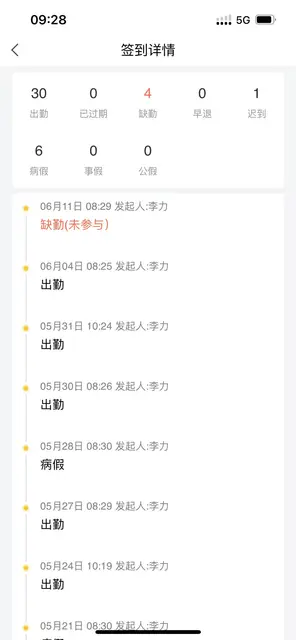 09:28
5G
签到详情
30 0 4 0 1
出勤 已过期 缺勤 早退 迟到
6 0 0
病假 事假 公假
06月11日 08:29 发起人:李力
缺勤(未参与)
06月04日 08:25 发起人:李力
出勤
05月31日 10:24 发起人:李力
出勤
05月30日 08:26 发起人:李力
出勤
05月28日 08:30 发起人:李力
病假
05月27日 08:29 发起人:李力
出勤
05月24日 10:19 发起人:李力
出勤
05月21日 08:30 发起人:李力